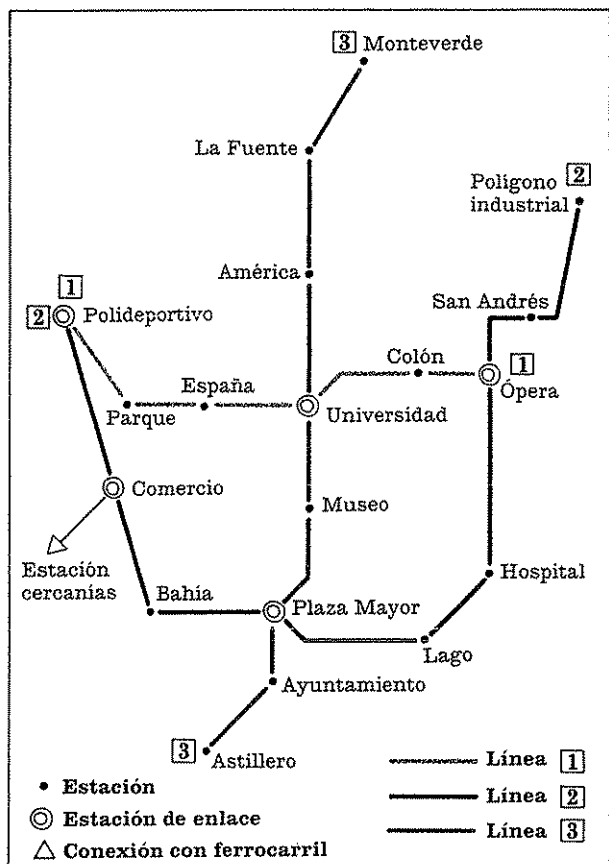 3 Monteverde
La Fuente
Polígono 2
industrial
América
San Andrés
1
2 Polideportivo
Colón
1
Ópera
España
Parque
Universidad
Comercio
Museo
Estación
cercanías
Hospital
Bahía
Plaza Mayor
Lago
Ayuntamiento
3 Astillero
Estación
Línea 1
Estación de enlace
Línea 2
Conexión con ferrocarril
Línea 3